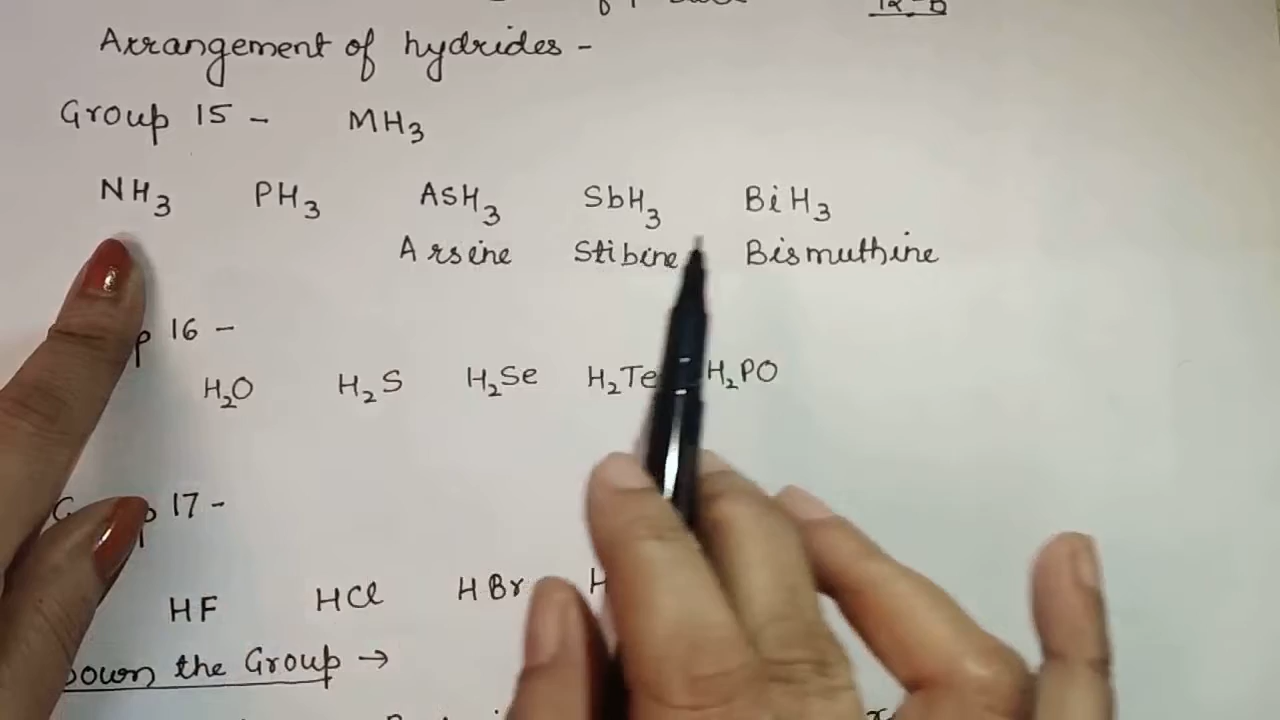 Arrangement of hydrides -
Group 15 - MH3
NH3 PH3 AsH3 SbH3 BiH3
Arsine Stibine Bismuthine
16 -
H2O H2S H2Se H2Te H2PO
17 -
HF HCl HBr H
Down the Group →